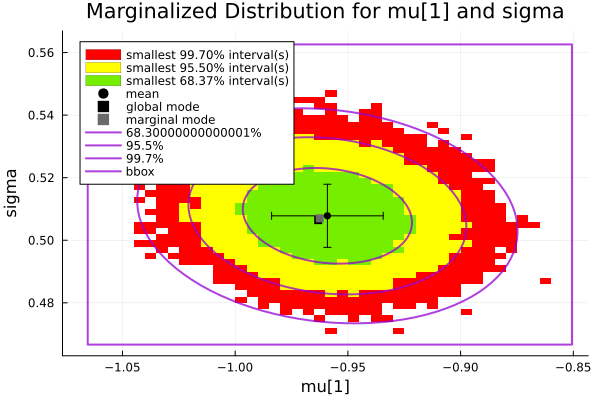 Marginalized Distribution for mu[1] and sigma
smallest 99.70% interval(s)
smallest 95.50% interval(s)
smallest 68.37% interval(s)
mean
global mode
marginal mode
68.30000000000001%
95.5%
99.7%
bbox
sigma
0.56
0.54
0.52
0.50
0.48
−1.05
−1.00
−0.95
−0.90
−0.85
mu[1]